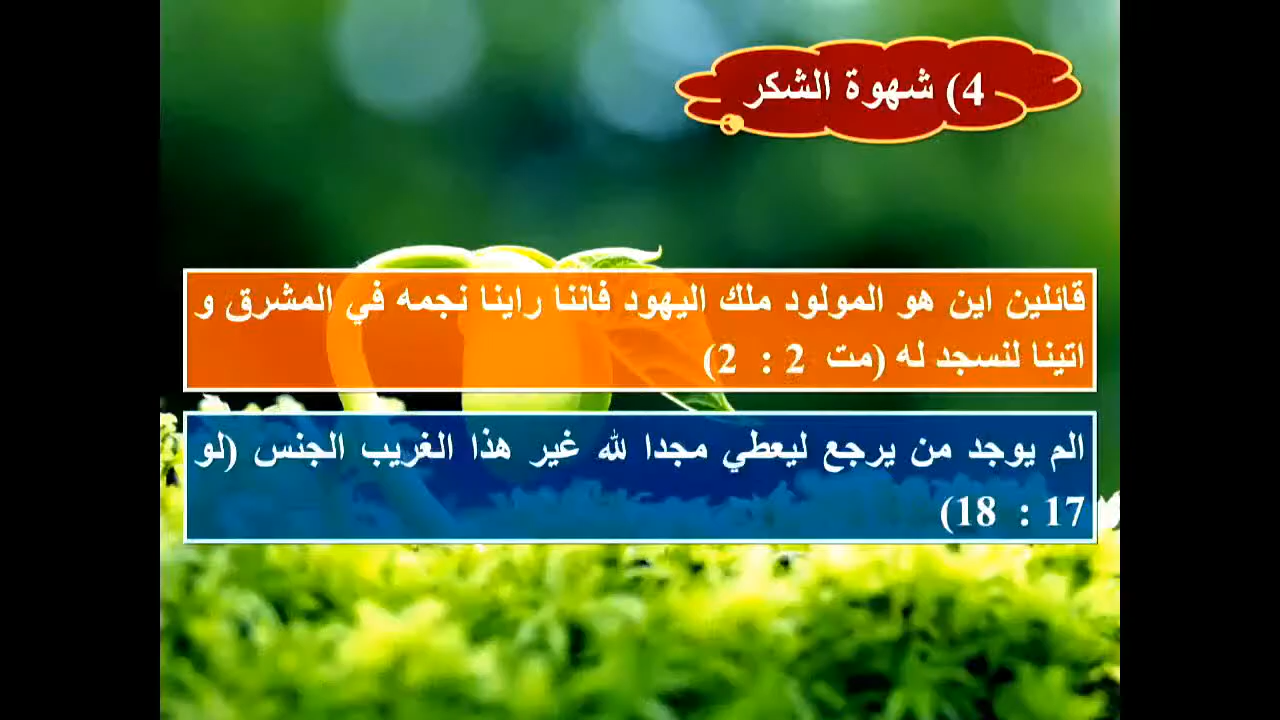 4) شهوة الشكر
قائلين اين هو المولود ملك اليهود فاتنا راينا نجمه في المشرق و
اتينا لنسجد له (مت 2 : 2)
الم يوجد من يرجع ليعطي مجدا لله غير هذا الغريب الجنس (لو
17 : 18)